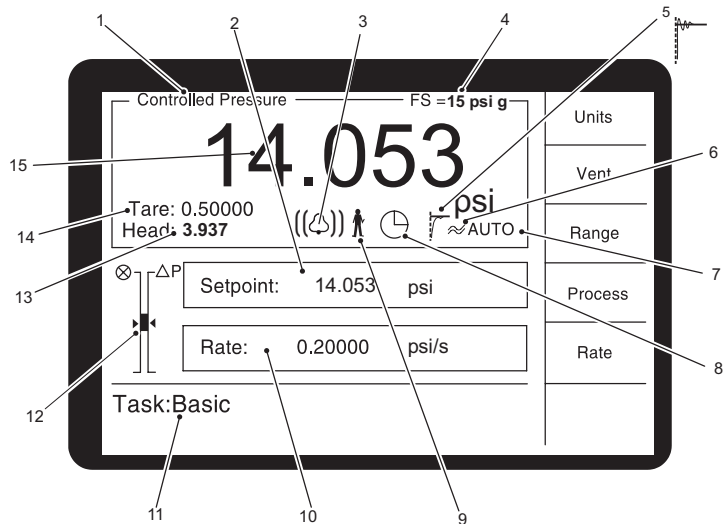 1
2
3
4
5
Controlled Pressure
FS =15 psi g
Units
14.053
psi
15
6
Vent
Tare: 0.50000
Head: 3.937
14
AUTO
Range
7
13
△P
Setpoint: 14.053 psi
Process
Rate: 0.20000 psi/s
Rate
8
12
Task:Basic
11
10
9